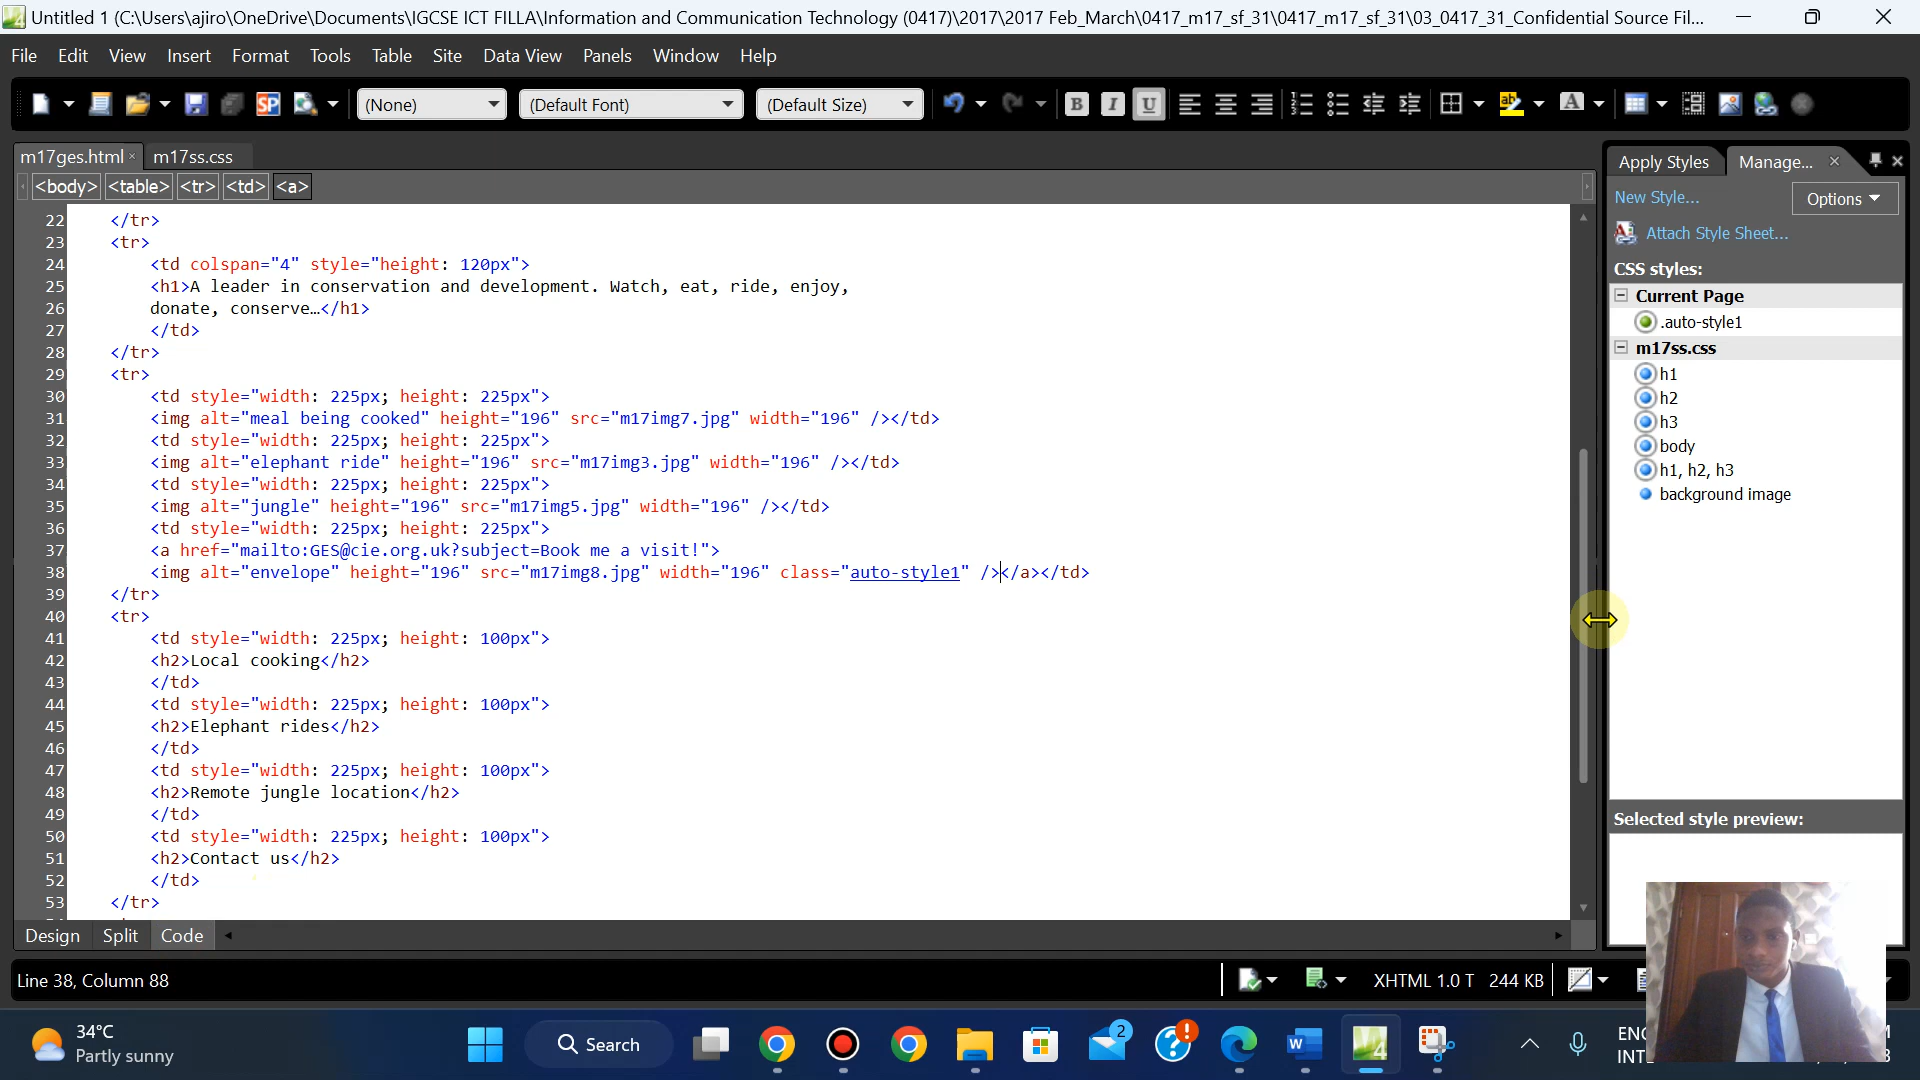 Untitled 1 (C:\Users\ajiro\OneDrive\Documents\IGCSE ICT FILLA\Information and Communication Technology (0417)\2017\2017 Feb_March\0417_m17_sf_31\0417_m17_sf_31\03_0417_31_Confidential Source Fil...
File Edit View Insert Format Tools Table Site Data View Panels Window Help
(None) (Default Font) (Default Size)
m17ges.html m17ss.css
<body> <table> <tr> <td> <a>
22 </tr>
23 <tr>
24 <td colspan="4" style="height: 120px">
25 <h1>A leader in conservation and development. Watch, eat, ride, enjoy,
26 donate, conserve…</h1>
27 </td>
28 </tr>
29 <tr>
30 <td style="width: 225px; height: 225px">
31 <img alt="meal being cooked" height="196" src="m17img7.jpg" width="196" /></td>
32 <td style="width: 225px; height: 225px">
33 <img alt="elephant ride" height="196" src="m17img3.jpg" width="196" /></td>
34 <td style="width: 225px; height: 225px">
35 <img alt="jungle" height="196" src="m17img5.jpg" width="196" /></td>
36 <td style="width: 225px; height: 225px">
37 <a href="mailto:GES@cie.org.uk?subject=Book me a visit!">
38 <img alt="envelope" height="196" src="m17img8.jpg" width="196" class="auto-style1" /></a></td>
39 </tr>
40 <tr>
41 <td style="width: 225px; height: 100px">
42 <h2>Local cooking</h2>
43 </td>
44 <td style="width: 225px; height: 100px">
45 <h2>Elephant rides</h2>
46 </td>
47 <td style="width: 225px; height: 100px">
48 <h2>Remote jungle location</h2>
49 </td>
50 <td style="width: 225px; height: 100px">
51 <h2>Contact us</h2>
52 </td>
53 </tr>
Apply Styles Manage...
New Style... Options
Attach Style Sheet...
CSS styles:
Current Page
.auto-style1
m17ss.css
h1
h2
h3
body
h1, h2, h3
background image
Selected style preview:
Design Split Code
Line 38, Column 88 XHTML 1.0 T 244 KB
34°C
Partly sunny
Search
2
ENG